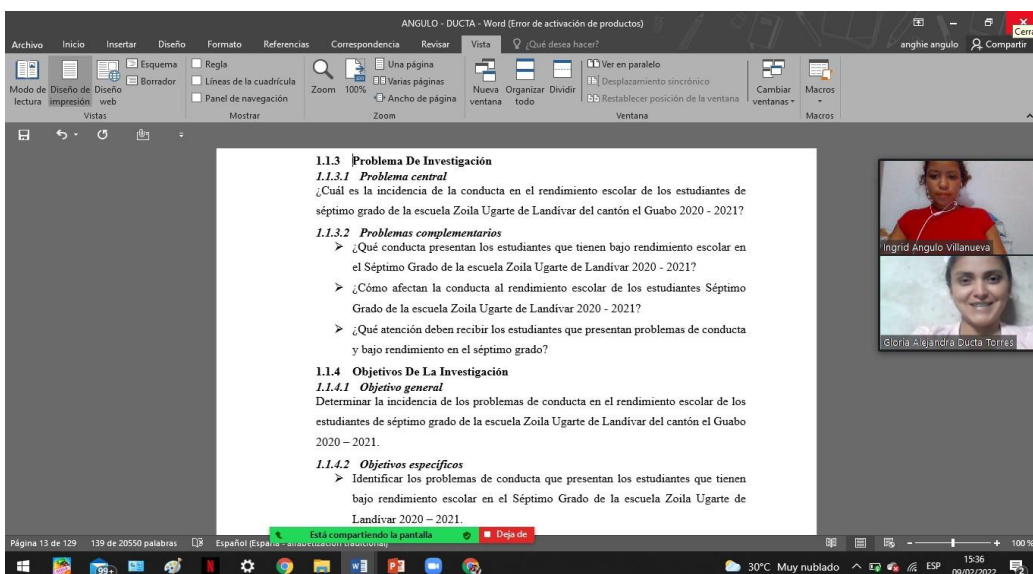 ANGULO - DUCTA - Word (Error de activación de productos)
Cerra
Archivo Inicio Insertar Diseño Formato Referencias Correspondencia Revisar Vista ¿Qué desea hacer? anghie angulo Compartir
Modo de lectura
Diseño de impresión
Diseño web
Esquema
Borrador
Vistas
Regla
Líneas de la cuadrícula
Panel de navegación
Mostrar
Zoom
100%
Una página
Varias páginas
Ancho de página
Zoom
Nueva ventana
Organizar todo
Dividir
Ver en paralelo
Desplazamiento sincrónico
Restablecer posición de la ventana
Cambiar ventanas
Ventana
Macros
Macros
1.1.3 Problema De Investigación
1.1.3.1 Problema central
¿Cuál es la incidencia de la conducta en el rendimiento escolar de los estudiantes de
séptimo grado de la escuela Zoila Ugarte de Landívar del cantón el Guabo 2020 - 2021?
1.1.3.2 Problemas complementarios
➢ ¿Qué conducta presentan los estudiantes que tienen bajo rendimiento escolar en
el Séptimo Grado de la escuela Zoila Ugarte de Landívar 2020 - 2021?
➢ ¿Cómo afectan la conducta al rendimiento escolar de los estudiantes Séptimo
Grado de la escuela Zoila Ugarte de Landívar 2020 - 2021?
➢ ¿Qué atención deben recibir los estudiantes que presentan problemas de conducta
y bajo rendimiento en el séptimo grado?
1.1.4 Objetivos De La Investigación
1.1.4.1 Objetivo general
Determinar la incidencia de los problemas de conducta en el rendimiento escolar de los
estudiantes de séptimo grado de la escuela Zoila Ugarte de Landívar del cantón el Guabo
2020 – 2021.
1.1.4.2 Objetivos específicos
➢ Identificar los problemas de conducta que presentan los estudiantes que tienen
bajo rendimiento escolar en el Séptimo Grado de la escuela Zoila Ugarte de
Landívar 2020 – 2021.
Ingrid Angulo Villanueva
Gloria Alejandra Ducta Torres
Está compartiendo la pantalla Deja de
Página 13 de 129 139 de 20550 palabras Español (España - alfabetización tradicional) 100 %
99+
30°C Muy nublado ESP 15:36
09/02/2022